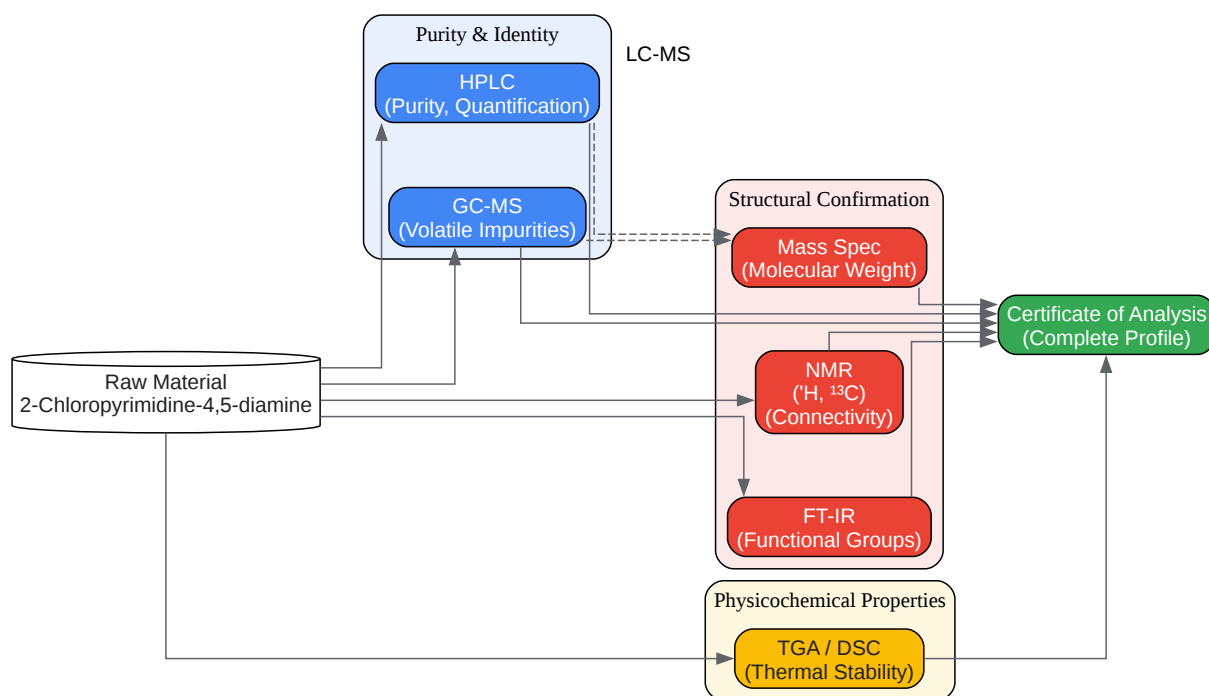 Purity & Identity
LC-MS
HPLC
(Purity, Quantification)
GC-MS
(Volatile Impurities)
Structural Confirmation
Mass Spec
(Molecular Weight)
Certificate of Analysis
(Complete Profile)
NMR
('H, ¹³C)
(Connectivity)
Raw Material
2-Chloropyrimidine-4,5-diamine
FT-IR
(Functional Groups)
Physicochemical Properties
TGA / DSC
(Thermal Stability)